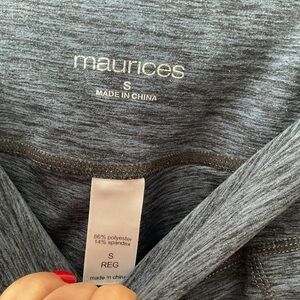 maurices
S
MADE IN CHINA
86% polyester
14% spandex
S
REG
made in china